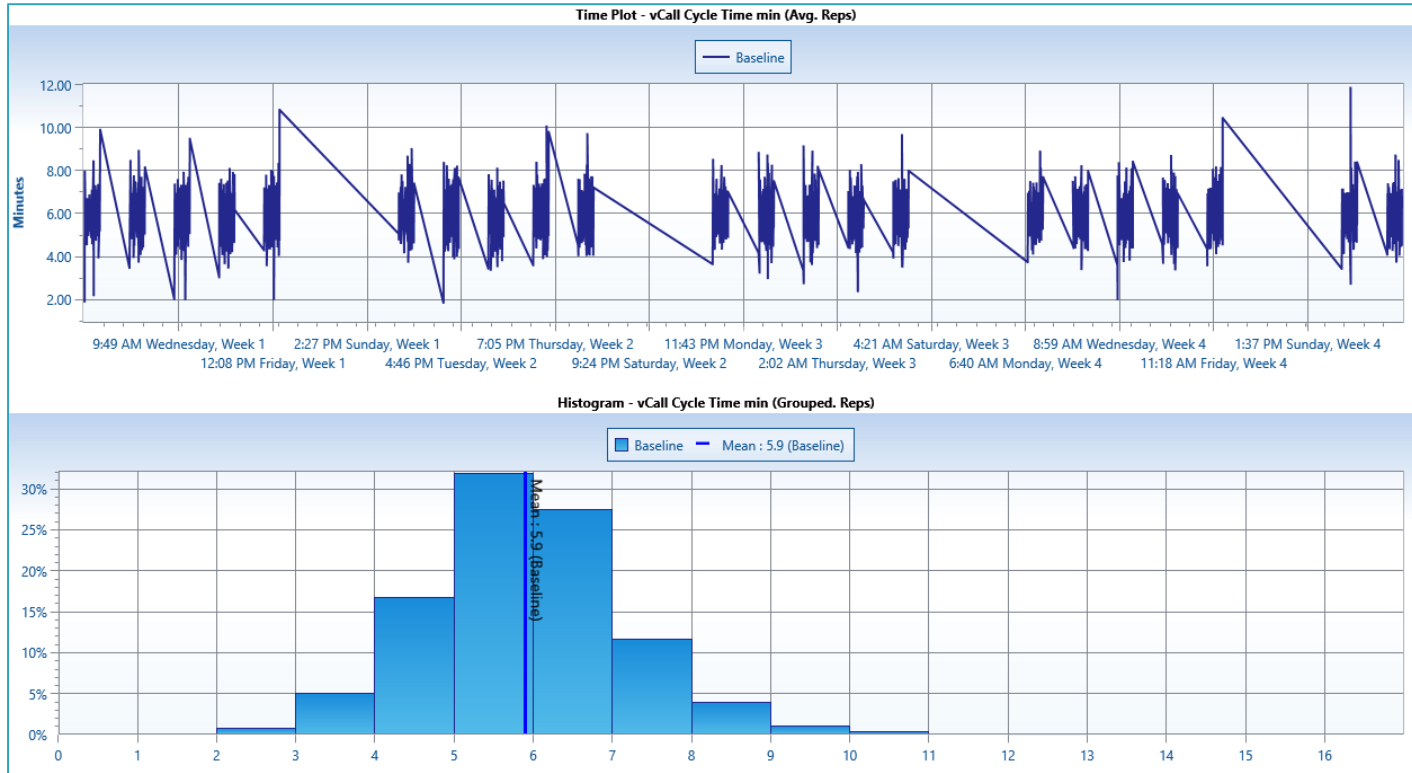 Time Plot - vCall Cycle Time min (Avg. Reps)
Baseline
12.00
10.00
8.00
6.00
4.00
2.00
Minutes
9:49 AM Wednesday, Week 1
2:27 PM Sunday, Week 1
7:05 PM Thursday, Week 2
11:43 PM Monday, Week 3
4:21 AM Saturday, Week 3
8:59 AM Wednesday, Week 4
1:37 PM Sunday, Week 4
12:08 PM Friday, Week 1
4:46 PM Tuesday, Week 2
9:24 PM Saturday, Week 2
2:02 AM Thursday, Week 3
6:40 AM Monday, Week 4
11:18 AM Friday, Week 4
Histogram - vCall Cycle Time min (Grouped. Reps)
Baseline
Mean : 5.9 (Baseline)
Mean : 5.9 (Baseline)
30%
25%
20%
15%
10%
5%
0%
0 1 2 3 4 5 6 7 8 9 10 11 12 13 14 15 16